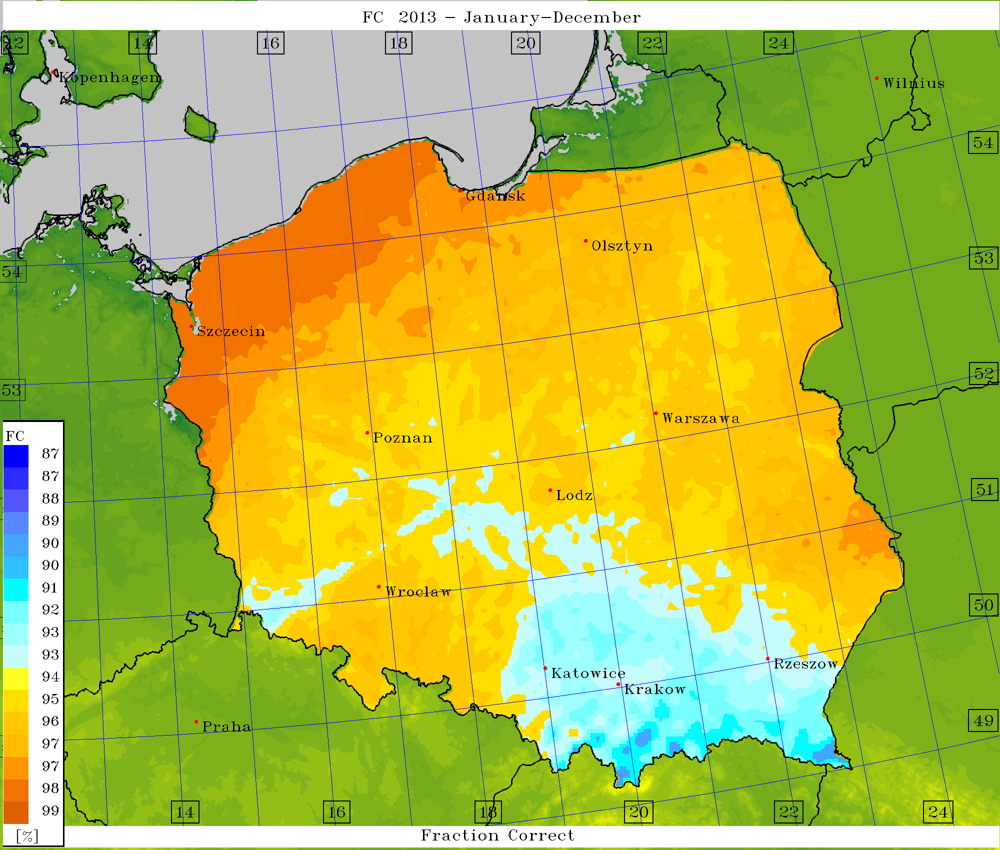 FC 2013 - January-December
12
14
16
18
20
22
24
Kopenhagen
Wilnius
54
Gdansk
Olsztyn
53
54
Szczecin
52
53
Warszawa
Poznan
FC
87
87
88
89
90
90
91
92
93
93
94
95
96
97
97
98
99
[%]
51
Lodz
Wroclaw
50
Rzeszow
Katowice
Krakow
49
Praha
14
16
18
20
22
24
Fraction Correct